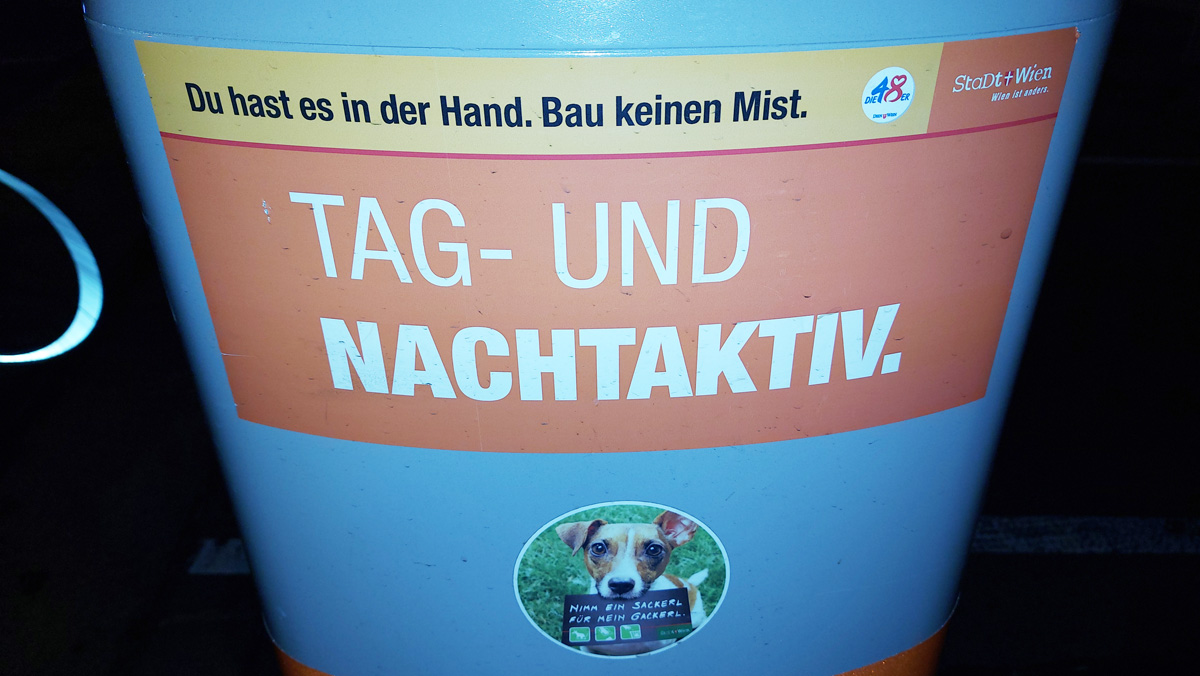 Du hast es in der Hand. Bau keinen Mist.
DIE 48ER
StaDt+Wien
Wien ist anders.
TAG- UND
NACHTAKTIV.
NIMM EIN SACKERL
FÜR MEIN GACKERL.